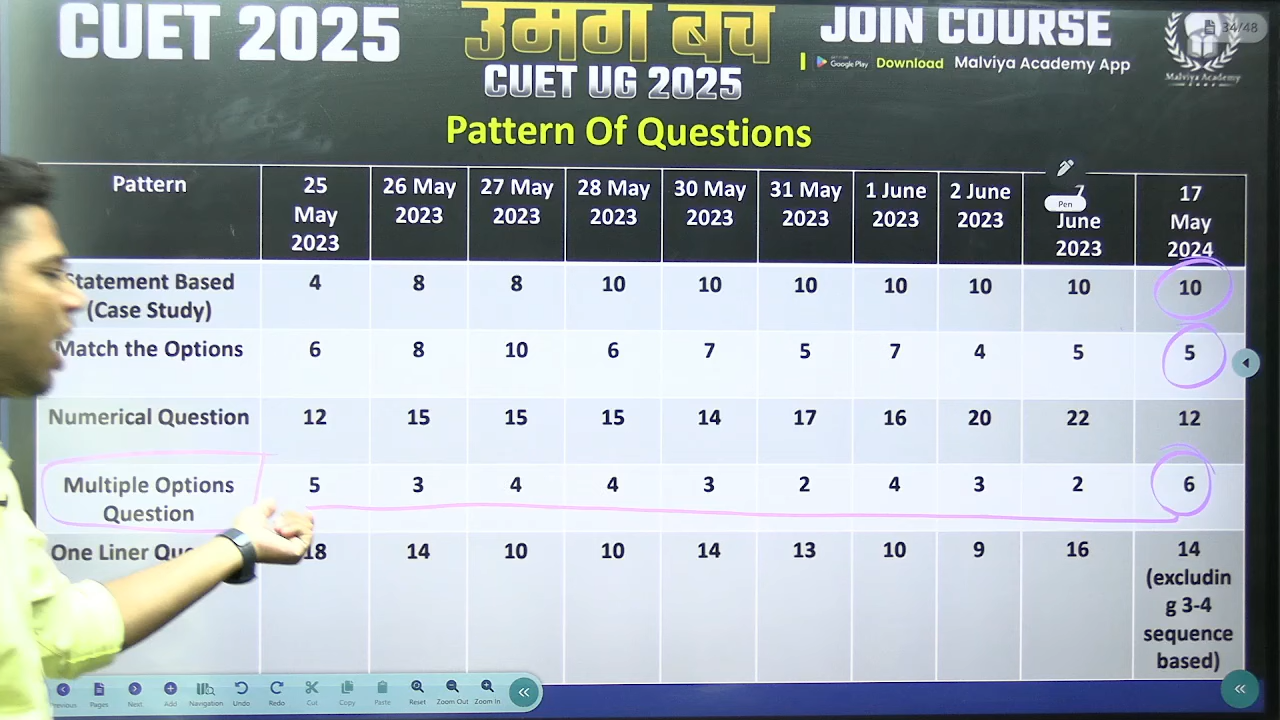 CUET 2025
उमंग बैच
CUET UG 2025
JOIN COURSE
GET IT ON
Google Play Download Malviya Academy App
34/48
Malviya Academy
Pattern Of Questions
Pattern
25 May 2023
26 May 2023
27 May 2023
28 May 2023
30 May 2023
31 May 2023
1 June 2023
2 June 2023
7 June 2023
17 May 2024
Pen
Statement Based (Case Study) 4 8 8 10 10 10 10 10 10 10
Match the Options 6 8 10 6 7 5 7 4 5 5
Numerical Question 12 15 15 15 14 17 16 20 22 12
Multiple Options Question 5 3 4 4 3 2 4 3 2 6
One Liner 18 14 10 10 14 13 10 9 16 14 (excludin g 3-4 sequence based)
Previous Pages Next Add Navigation Undo Redo Cut Copy Paste Reset Zoom Out Zoom In